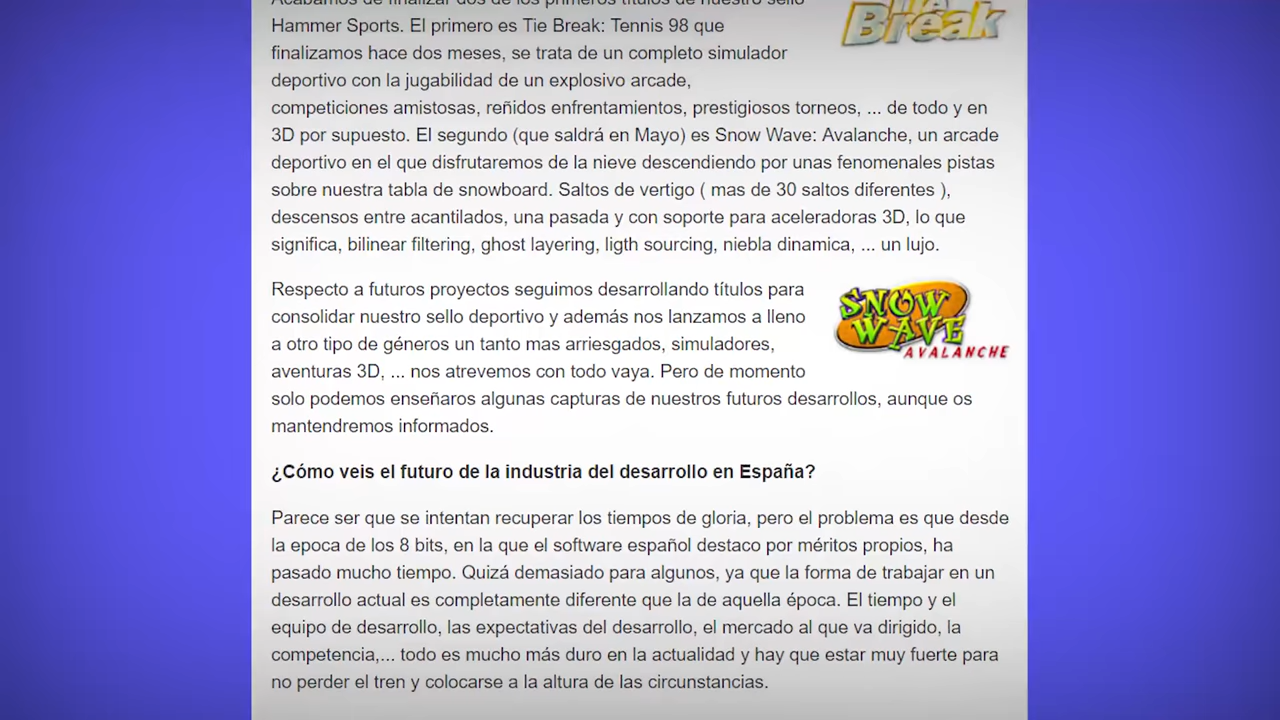 Acabamos de finalizar dos de los primeros títulos de nuestro sello
Hammer Sports. El primero es Tie Break: Tennis 98 que
finalizamos hace dos meses, se trata de un completo simulador
deportivo con la jugabilidad de un explosivo arcade,
competiciones amistosas, reñidos enfrentamientos, prestigiosos torneos, ... de todo y en
3D por supuesto. El segundo (que saldrá en Mayo) es Snow Wave: Avalanche, un arcade
deportivo en el que disfrutaremos de la nieve descendiendo por unas fenomenales pistas
sobre nuestra tabla de snowboard. Saltos de vertigo ( mas de 30 saltos diferentes ),
descensos entre acantilados, una pasada y con soporte para aceleradoras 3D, lo que
significa, bilinear filtering, ghost layering, ligth sourcing, niebla dinamica, ... un lujo.
Tie
Break
Respecto a futuros proyectos seguimos desarrollando títulos para
consolidar nuestro sello deportivo y además nos lanzamos a lleno
a otro tipo de géneros un tanto mas arriesgados, simuladores,
aventuras 3D, ... nos atrevemos con todo vaya. Pero de momento
solo podemos enseñaros algunas capturas de nuestros futuros desarrollos, aunque os
mantendremos informados.
SNOW
WAVE
AVALANCHE
¿Cómo veis el futuro de la industria del desarrollo en España?
Parece ser que se intentan recuperar los tiempos de gloria, pero el problema es que desde
la epoca de los 8 bits, en la que el software español destaco por méritos propios, ha
pasado mucho tiempo. Quizá demasiado para algunos, ya que la forma de trabajar en un
desarrollo actual es completamente diferente que la de aquella época. El tiempo y el
equipo de desarrollo, las expectativas del desarrollo, el mercado al que va dirigido, la
competencia,... todo es mucho más duro en la actualidad y hay que estar muy fuerte para
no perder el tren y colocarse a la altura de las circunstancias.